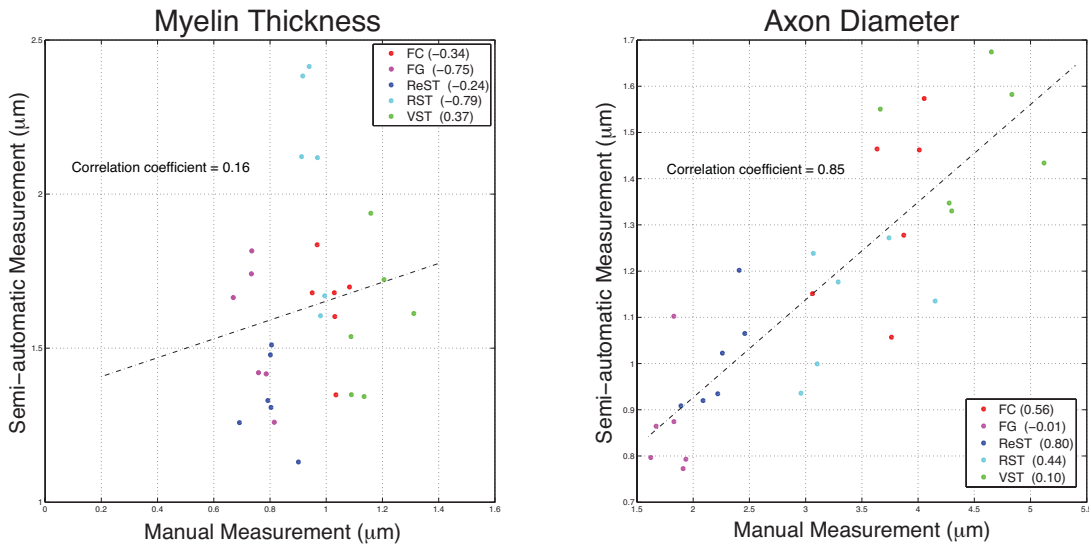 Myelin Thickness
2.5
2
1.5
1
0
0.2
0.4
0.6
0.8
1
1.2
1.4
1.6
Semi−automatic Measurement (μm)
Manual Measurement (μm)
FC (−0.34)
FG (−0.75)
ReST (−0.24)
RST (−0.79)
VST (0.37)
Correlation coefficient = 0.16
Axon Diameter
1.7
1.6
1.5
1.4
1.3
1.2
1.1
1
0.9
0.8
0.7
1.5
2
2.5
3
3.5
4
4.5
5
5.5
Semi−automatic Measurement (μm)
Manual Measurement (μm)
Correlation coefficient = 0.85
FC (0.56)
FG (−0.01)
ReST (0.80)
RST (0.44)
VST (0.10)